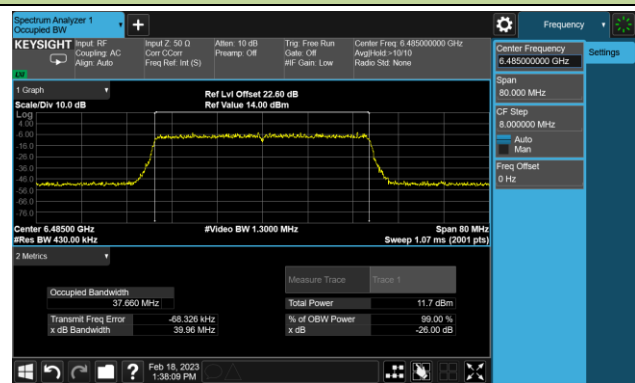 Spectrum Analyzer 1
Occupied BW
Frequency
KEYSIGHT
Input: RF
Coupling: AC
Align: Auto
Input Z: 50 Ω
Corr CCorr
Freq Ref: Int (S)
Atten: 10 dB
Preamp: Off
Trig: Free Run
Gate: Off
#IF Gain: Low
Center Freq: 6.485000000 GHz
Avg|Hold:>10/10
Radio Std: None
Center Frequency
6.485000000 GHz
Settings
Span
80.000 MHz
CF Step
8.000000 MHz
Auto
Man
Freq Offset
0 Hz
1 Graph
Scale/Div 10.0 dB
Ref Lvl Offset 22.60 dB
Ref Value 14.00 dBm
Log
4.00
-6.00
-16.0
-26.0
-36.0
-46.0
-56.0
-66.0
-76.0
Center 6.48500 GHz
#Res BW 430.00 kHz
#Video BW 1.3000 MHz
Span 80 MHz
Sweep 1.07 ms (2001 pts)
2 Metrics
Measure Trace Trace 1
Occupied Bandwidth
37.660 MHz
Total Power 11.7 dBm
Transmit Freq Error -68.326 kHz
% of OBW Power 99.00 %
x dB Bandwidth 39.96 MHz
x dB -26.00 dB
?
Feb 18, 2023
1:38:09 PM